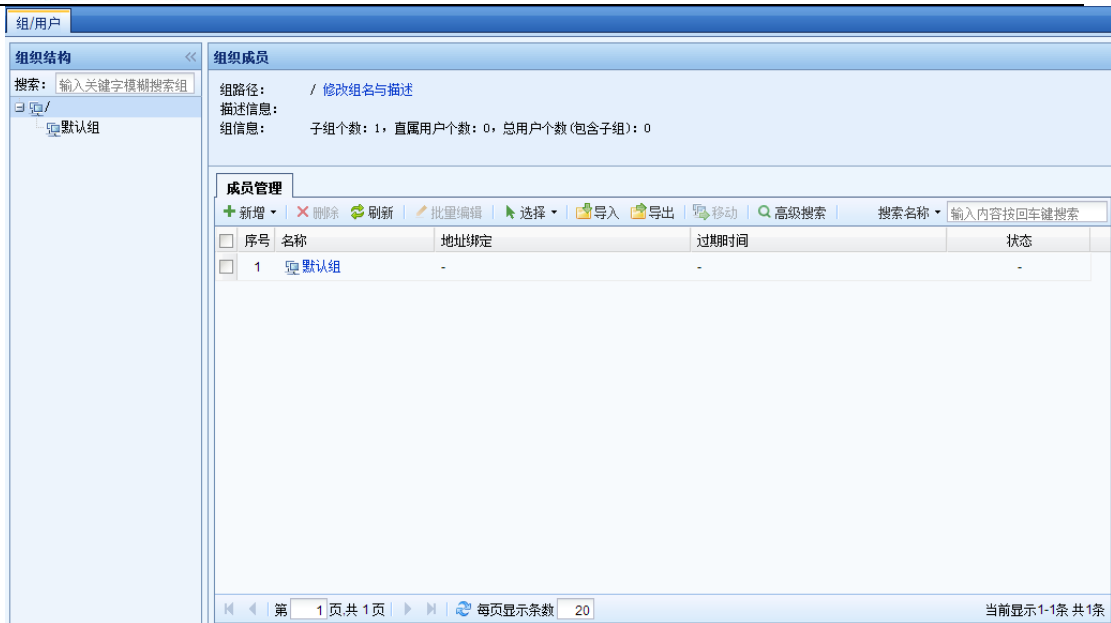 组/用户
组织结构
搜索： 输入关键字模糊搜索组
/
默认组
组织成员
组路径： / 修改组名与描述
描述信息：
组信息： 子组个数：1，直属用户个数：0，总用户个数(包含子组)：0
成员管理
新增 删除 刷新 批量编辑 选择 导入 导出 移动 高级搜索 搜索名称 输入内容按回车键搜索
序号 名称 地址绑定 过期时间 状态
1 默认组 - - -
第 1 页,共 1 页 每页显示条数 20 当前显示1-1条 共1条